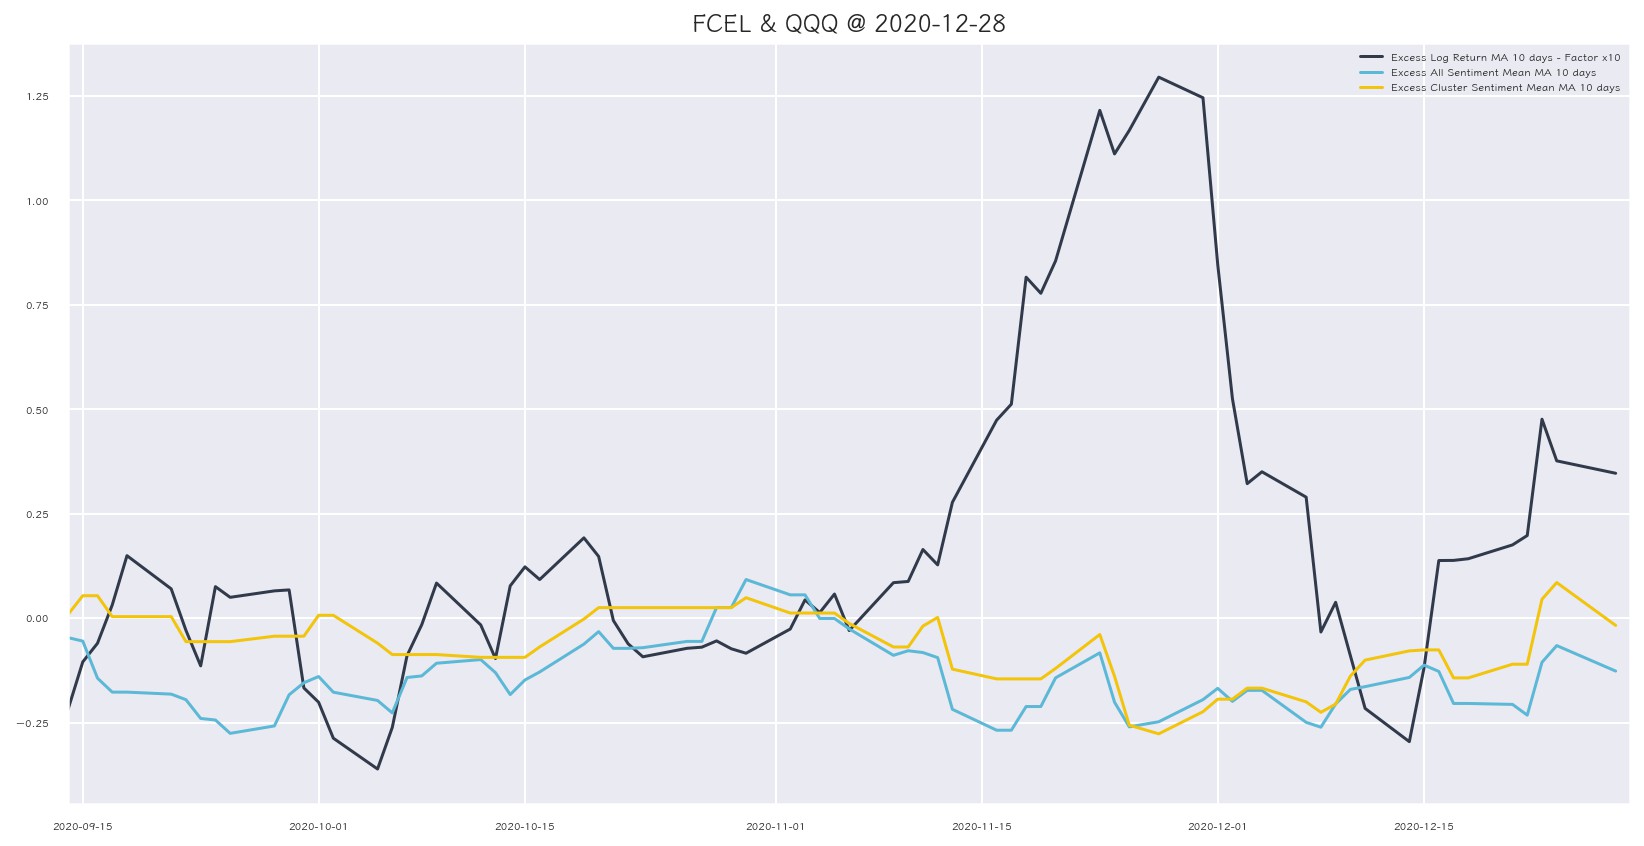 FCEL & QQQ @ 2020-12-28
Excess Log Return MA 10 days - Factor x10
Excess All Sentiment Mean MA 10 days
Excess Cluster Sentiment Mean MA 10 days
1.25
1.00
0.75
0.50
0.25
0.00
−0.25
2020-09-15 2020-10-01 2020-10-15 2020-11-01 2020-11-15 2020-12-01 2020-12-15